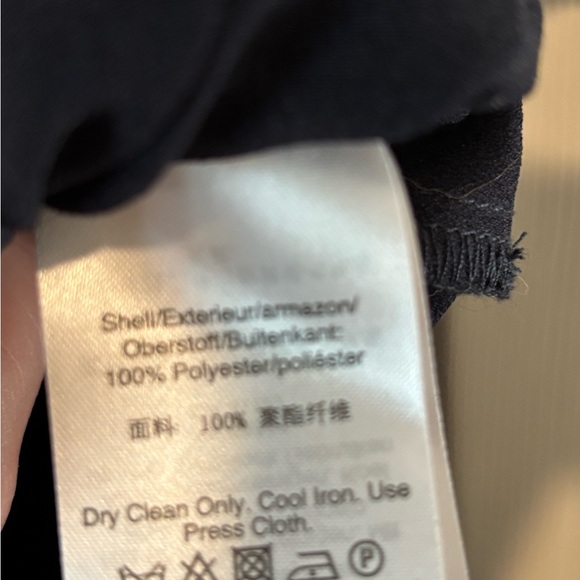 Shell/Exterieur/armazon/
Oberstoff/Buitenkant:
100% Polyester/poliéster
面料: 100% 聚酯纤维
Dry Clean Only. Cool Iron. Use
Press Cloth.
P